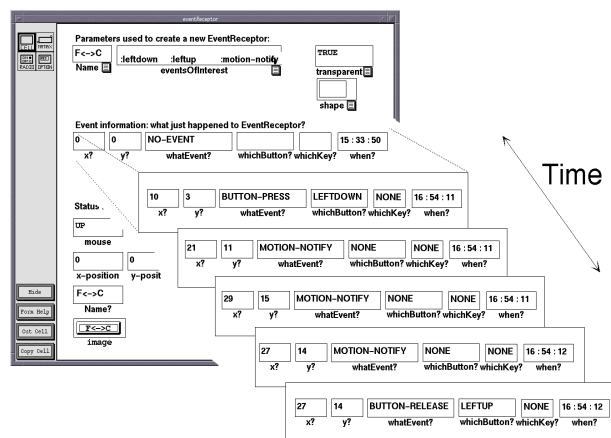 eventReceptor
CELL MATRIX
RADIO OPTION
Parameters used to create a new EventReceptor:
F<->C :leftdown :leftup :motion-notify TRUE
Name eventsOfInterest transparent
shape
Event information: what just happened to EventReceptor?
0 0 NO-EVENT 15 : 33 : 50
x? y? whatEvent? whichButton? whichKey? when?
Time
10 3 BUTTON-PRESS LEFTDOWN NONE 16 : 54 : 11
x? y? whatEvent? whichButton? whichKey? when?
Status
UP
mouse
21 11 MOTION-NOTIFY NONE NONE 16 : 54 : 11
x? y? whatEvent? whichButton? whichKey? when?
0 0
x-position y-posit
29 15 MOTION-NOTIFY NONE NONE 16 : 54 : 11
x? y? whatEvent? whichButton? whichKey? when?
Hide
F<->C
Name?
Form Help
F<->C
image
Cut Cell
Copy Cell
27 14 MOTION-NOTIFY NONE NONE 16 : 54 : 12
x? y? whatEvent? whichButton? whichKey? when?
27 14 BUTTON-RELEASE LEFTUP NONE 16 : 54 : 12
x? y? whatEvent? whichButton? whichKey? when?